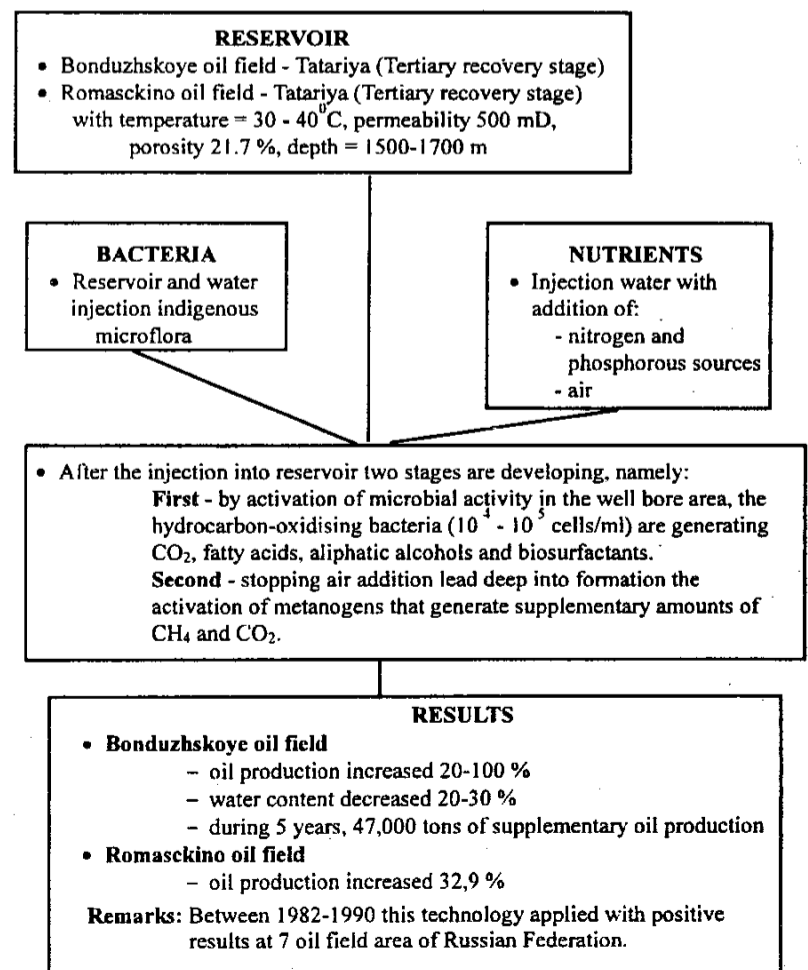 RESERVOIR
• Bonduzhskoye oil field - Tatariya (Tertiary recovery stage)
• Romasckino oil field - Tatariya (Tertiary recovery stage)
with temperature = 30 - 40⁰C, permeability 500 mD,
porosity 21.7 %, depth = 1500-1700 m
BACTERIA
• Reservoir and water
injection indigenous
microflora
NUTRIENTS
• Injection water with
addition of:
- nitrogen and
phosphorous sources
- air
• After the injection into reservoir two stages are developing, namely:
First - by activation of microbial activity in the well bore area, the
hydrocarbon-oxidising bacteria (10⁴ - 10⁵ cells/ml) are generating
CO₂, fatty acids, aliphatic alcohols and biosurfactants.
Second - stopping air addition lead deep into formation the
activation of metanogens that generate supplementary amounts of
CH₄ and CO₂.
RESULTS
• Bonduzhskoye oil field
– oil production increased 20-100 %
– water content decreased 20-30 %
– during 5 years, 47,000 tons of supplementary oil production
• Romasckino oil field
– oil production increased 32,9 %
Remarks: Between 1982-1990 this technology applied with positive
results at 7 oil field area of Russian Federation.